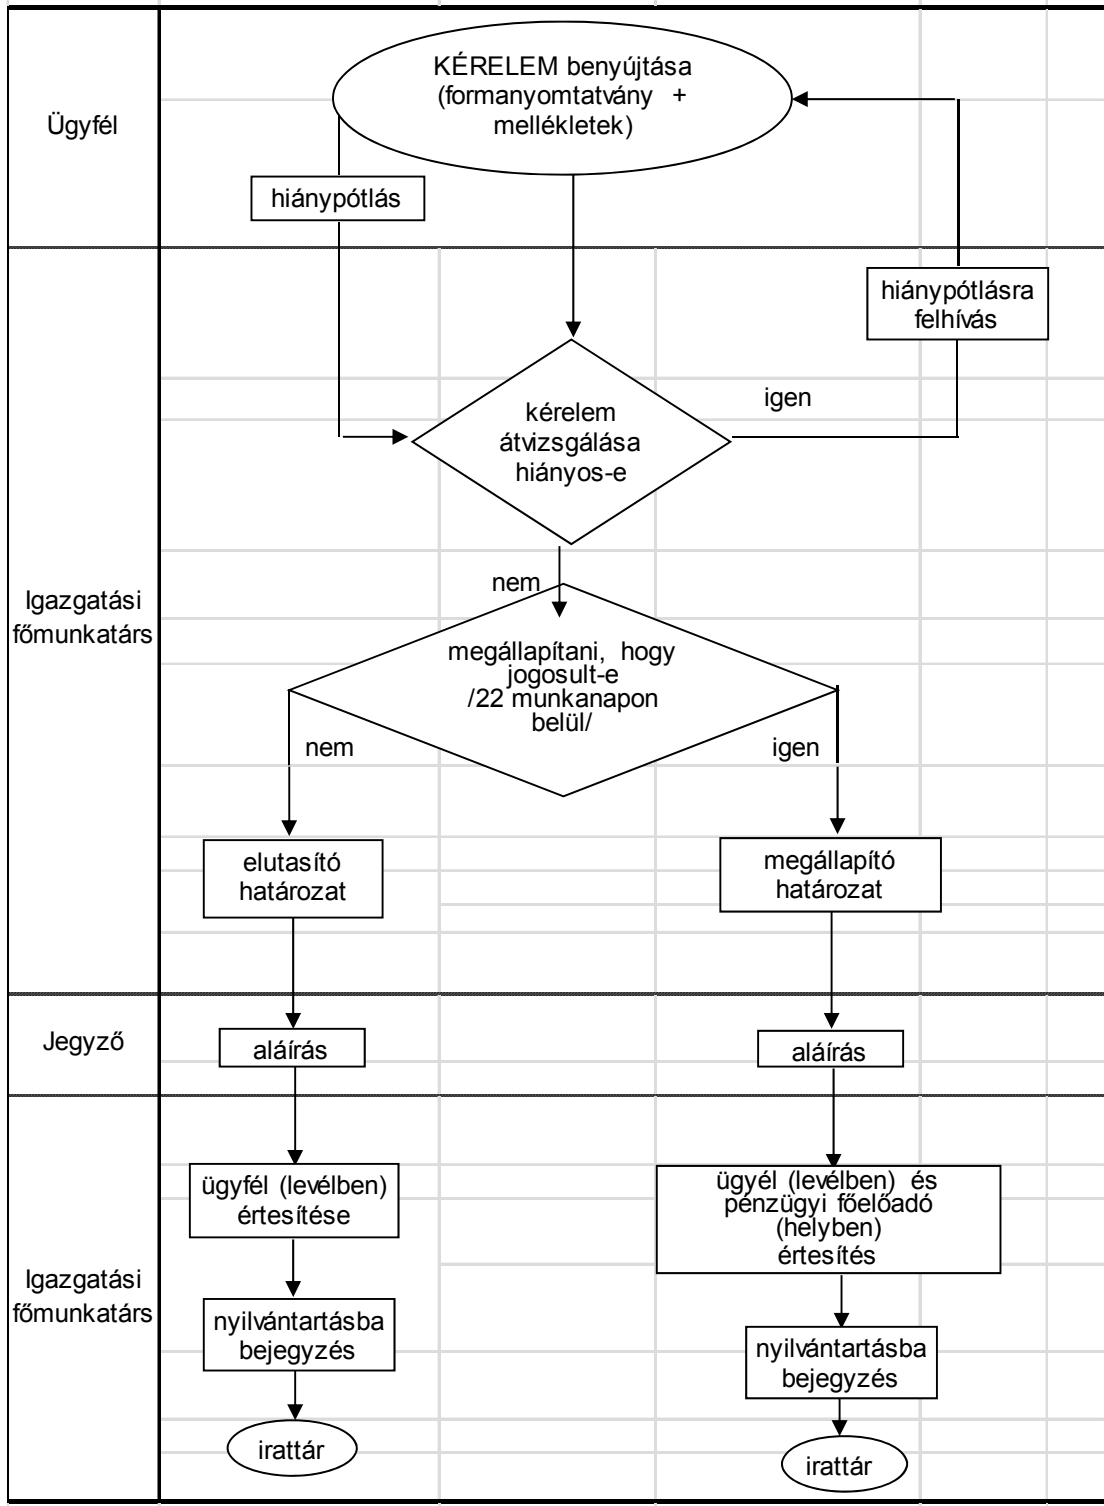 KÉRELEM benyújtása
(formanyomtatvány +
mellékletek)
Ügyfél
hiánypótlás
hiánypótlásra
felhívás
igen
kérelem
átvizsgálása
hiányos-e
nem
Igazgatási
főmunkatárs
megállapítani, hogy
jogosult-e
/22 munkanapon
belül/
nem
igen
elutasító
határozat
megállapító
határozat
Jegyző
aláírás
aláírás
ügyfél (levélben)
értesítése
ügyél (levélben) és
pénzügyi főelőadó
(helyben)
értesítés
Igazgatási
főmunkatárs
nyilvántartásba
bejegyzés
nyilvántartásba
bejegyzés
irattár
irattár